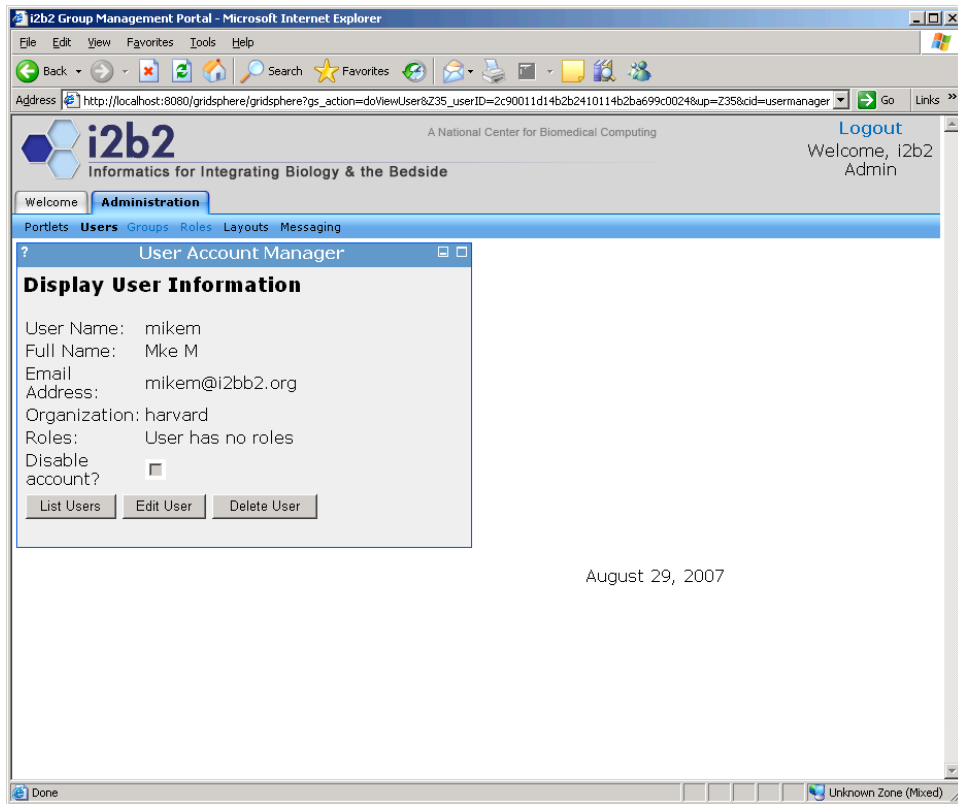 i2b2 Group Management Portal - Microsoft Internet Explorer
File Edit View Favorites Tools Help
Back Search Favorites
Address http://localhost:8080/gridsphere/gridsphere?gs_action=doViewUser&Z35_userID=2c90011d14b2b2410114b2ba699c0024&up=Z35&cid=usermanager Go Links »
i2b2 A National Center for Biomedical Computing
Informatics for Integrating Biology & the Bedside
Logout
Welcome, i2b2
Admin
Welcome Administration
Portlets Users Groups Roles Layouts Messaging
? User Account Manager
Display User Information
User Name: mikem
Full Name: Mke M
Email
Address: mikem@i2bb2.org
Organization: harvard
Roles: User has no roles
Disable
account?
List Users Edit User Delete User
August 29, 2007
Done Unknown Zone (Mixed)